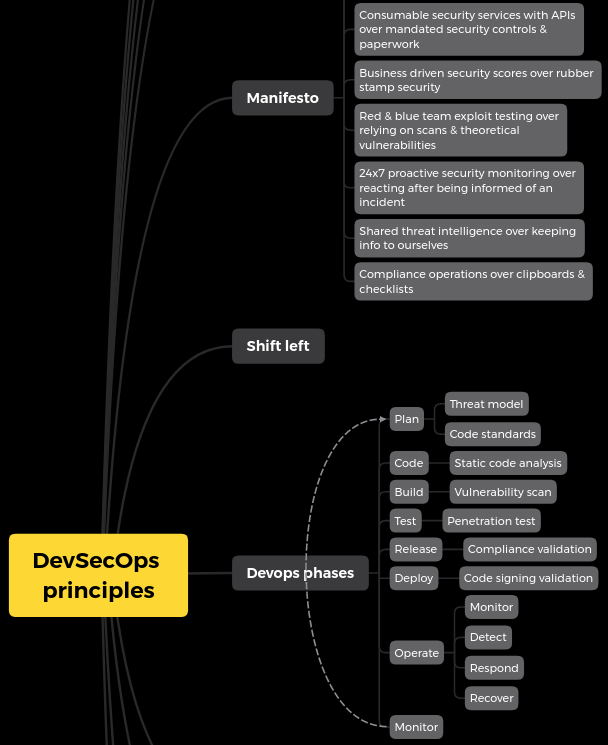 Consumable security services with APIs
over mandated security controls &
paperwork
Business driven security scores over rubber
stamp security
Manifesto
Red & blue team exploit testing over
relying on scans & theoretical
vulnerabilities
24x7 proactive security monitoring over
reacting after being informed of an
incident
Shared threat intelligence over keeping
info to ourselves
Compliance operations over clipboards &
checklists
Shift left
DevSecOps
principles
Devops phases
Plan
Threat model
Code standards
Code
Static code analysis
Build
Vulnerability scan
Test
Penetration test
Release
Compliance validation
Deploy
Code signing validation
Operate
Monitor
Detect
Respond
Recover
Monitor